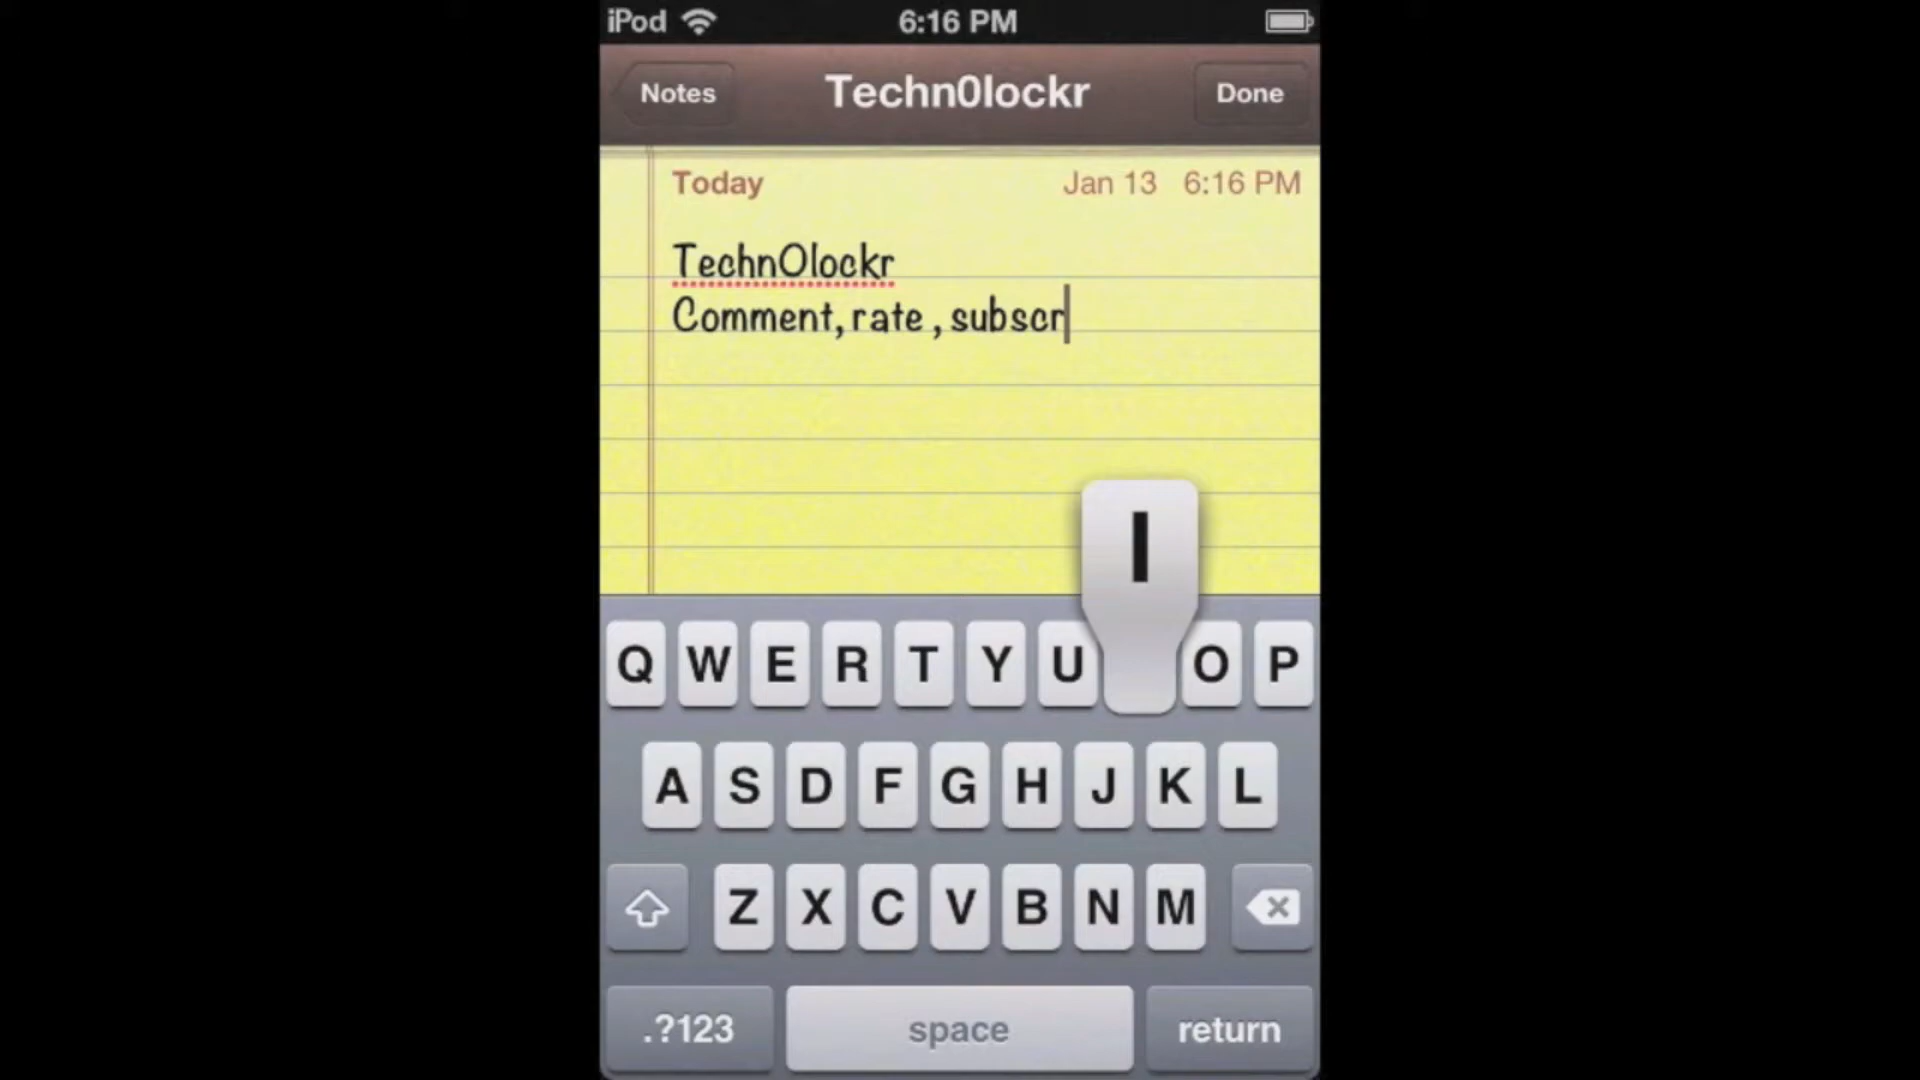 iPod 6:16 PM
Notes Techn0lockr Done
Today Jan 13 6:16 PM
Techn0lockr
Comment, rate , subscr
I
Q W E R T Y U O P
A S D F G H J K L
Z X C V B N M
.?123 space return